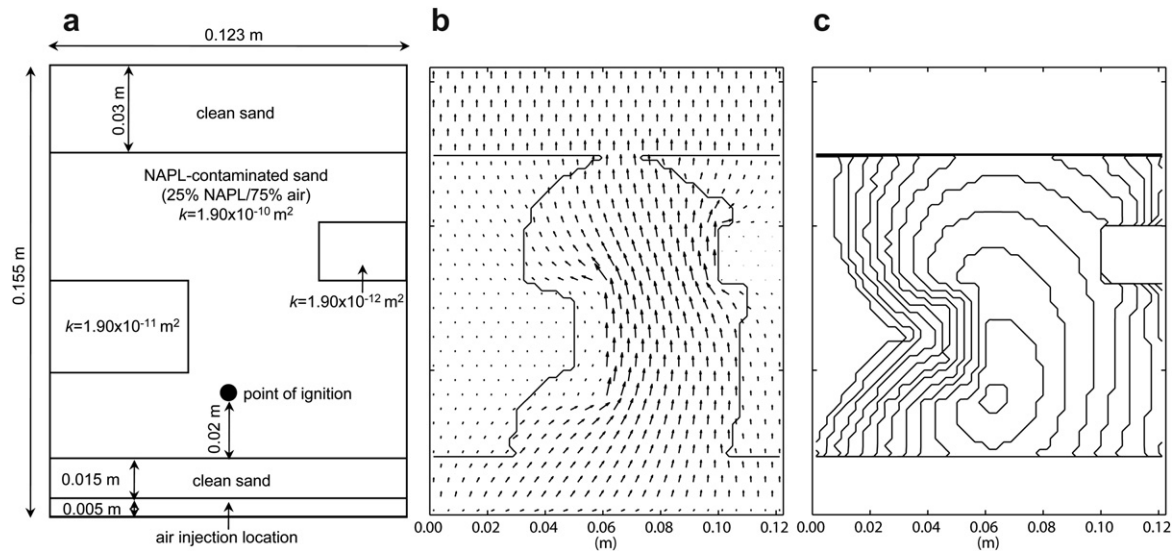 a
b
c
0.123 m
0.155 m
0.03 m
clean sand
NAPL-contaminated sand
(25% NAPL/75% air)
k=1.90x10⁻¹⁰ m²
k=1.90x10⁻¹² m²
k=1.90x10⁻¹¹ m²
point of ignition
0.02 m
0.015 m
clean sand
0.005 m
air injection location
0.00 0.02 0.04 0.06 0.08 0.10 0.12
(m)
0.00 0.02 0.04 0.06 0.08 0.10 0.12
(m)